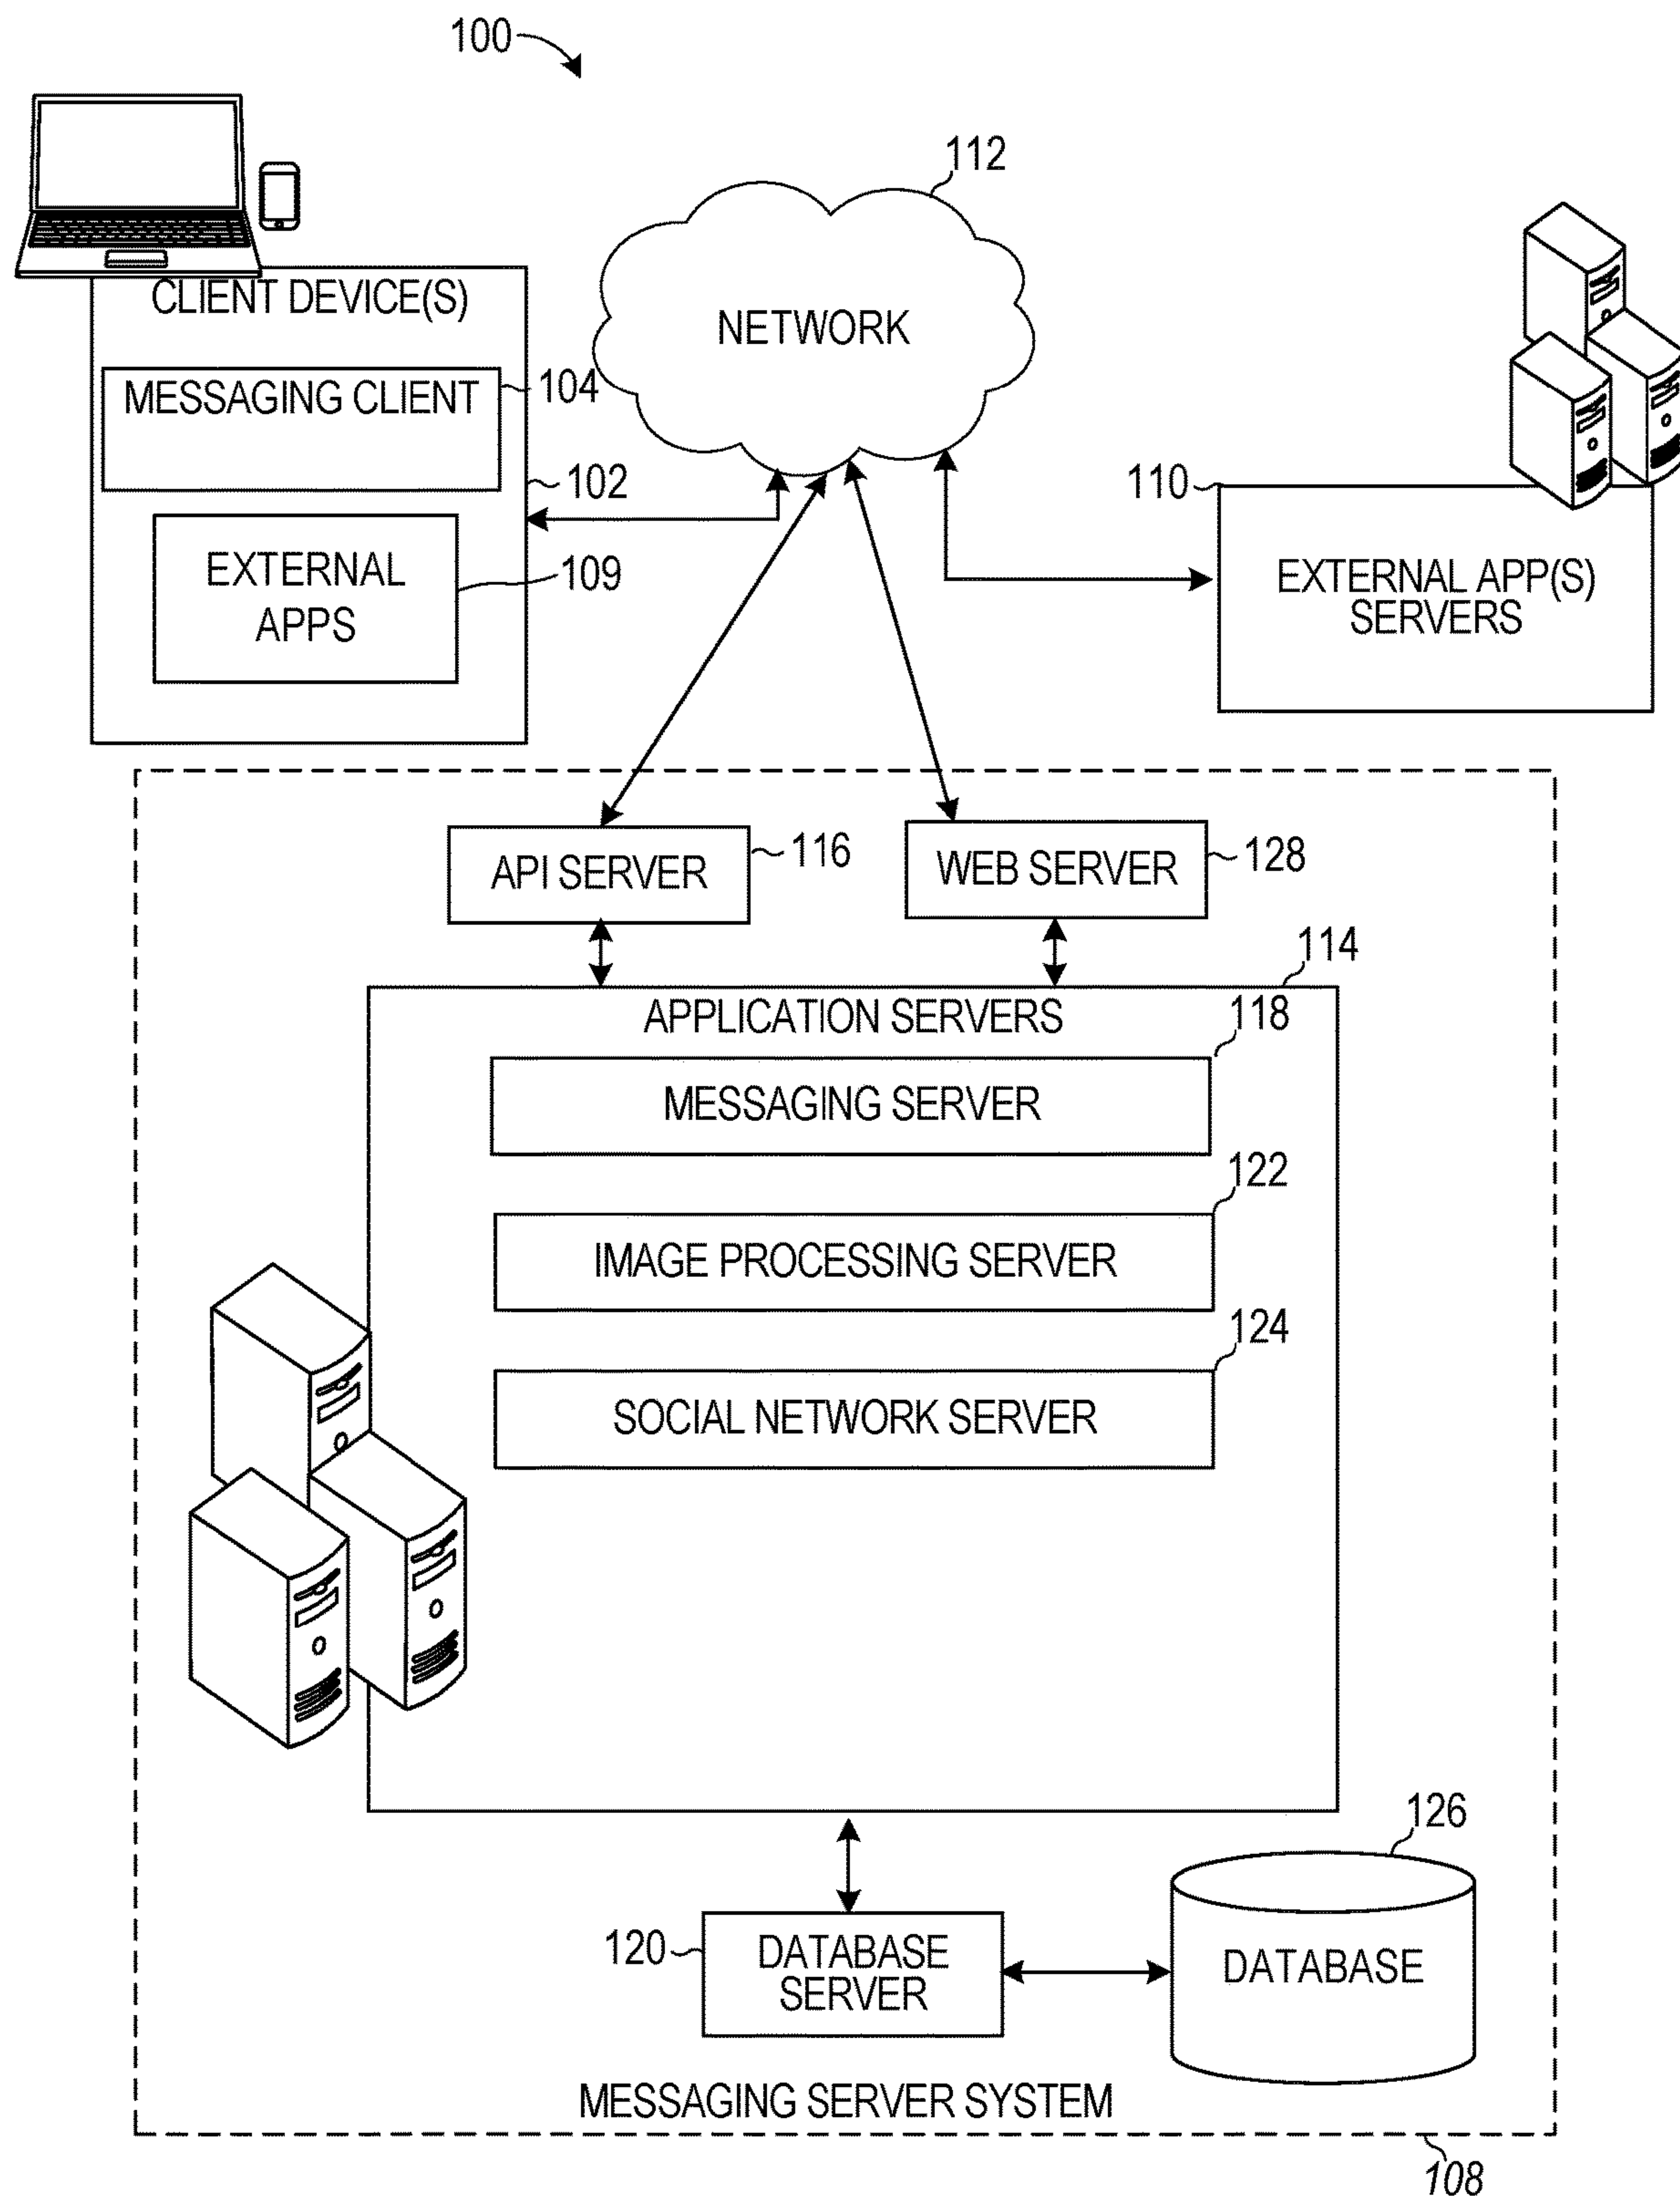 100
112
CLIENT DEVICE(S)
NETWORK
MESSAGING CLIENT
104
102
110
EXTERNAL
APPS
109
EXTERNAL APP(S)
SERVERS
API SERVER
116
WEB SERVER
128
114
APPLICATION SERVERS
118
MESSAGING SERVER
122
IMAGE PROCESSING SERVER
124
SOCIAL NETWORK SERVER
126
120
DATABASE
SERVER
DATABASE
MESSAGING SERVER SYSTEM
108